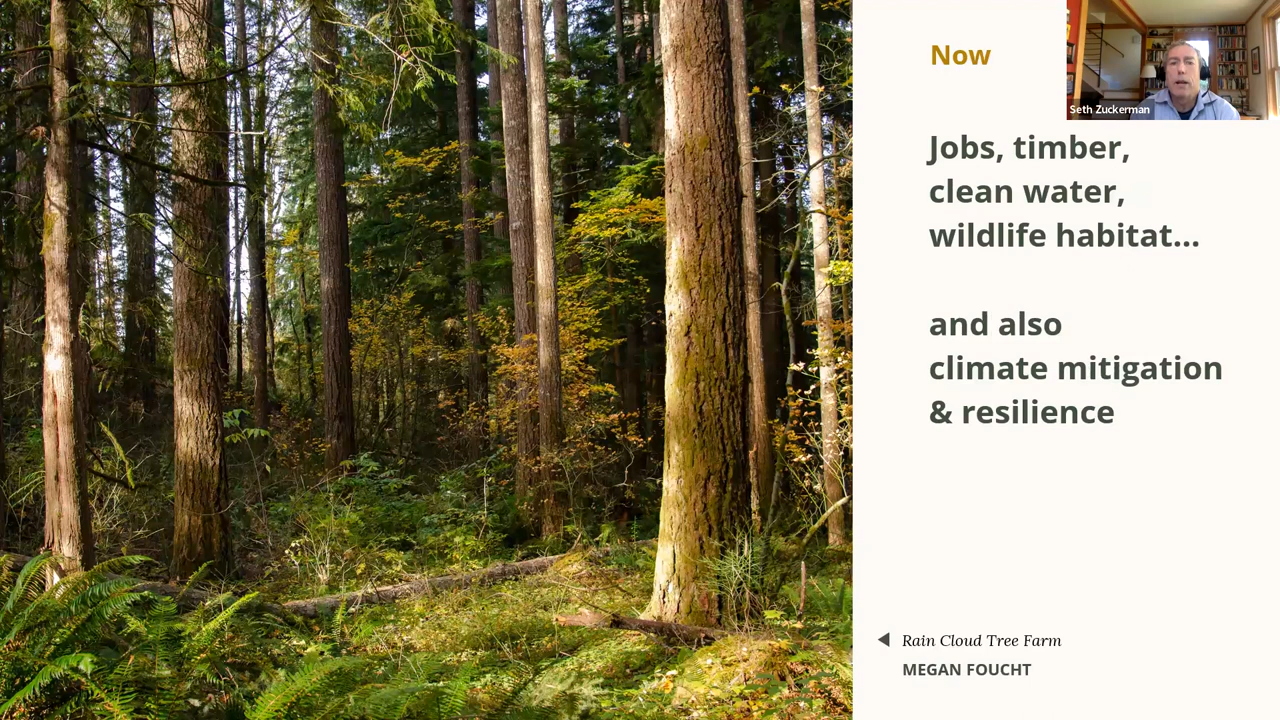 Now
Seth Zuckerman
Jobs, timber,
clean water,
wildlife habitat...
and also
climate mitigation
& resilience
Rain Cloud Tree Farm
MEGAN FOUCHT